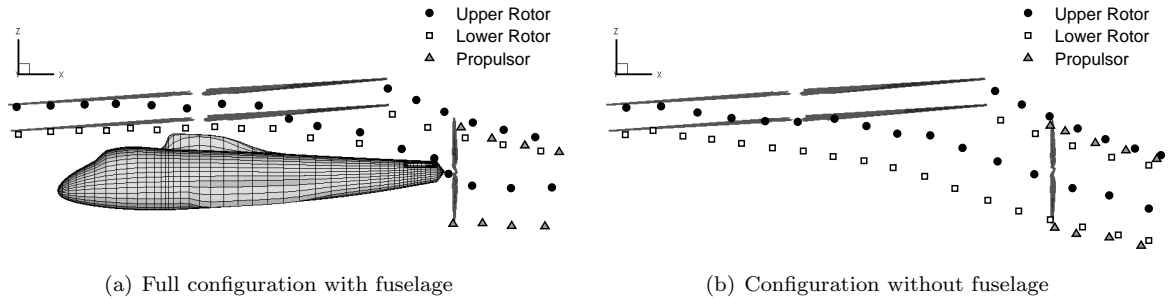 Z
X
Upper Rotor
Lower Rotor
Propulsor
Z
X
Upper Rotor
Lower Rotor
Propulsor
(a) Full configuration with fuselage
(b) Configuration without fuselage